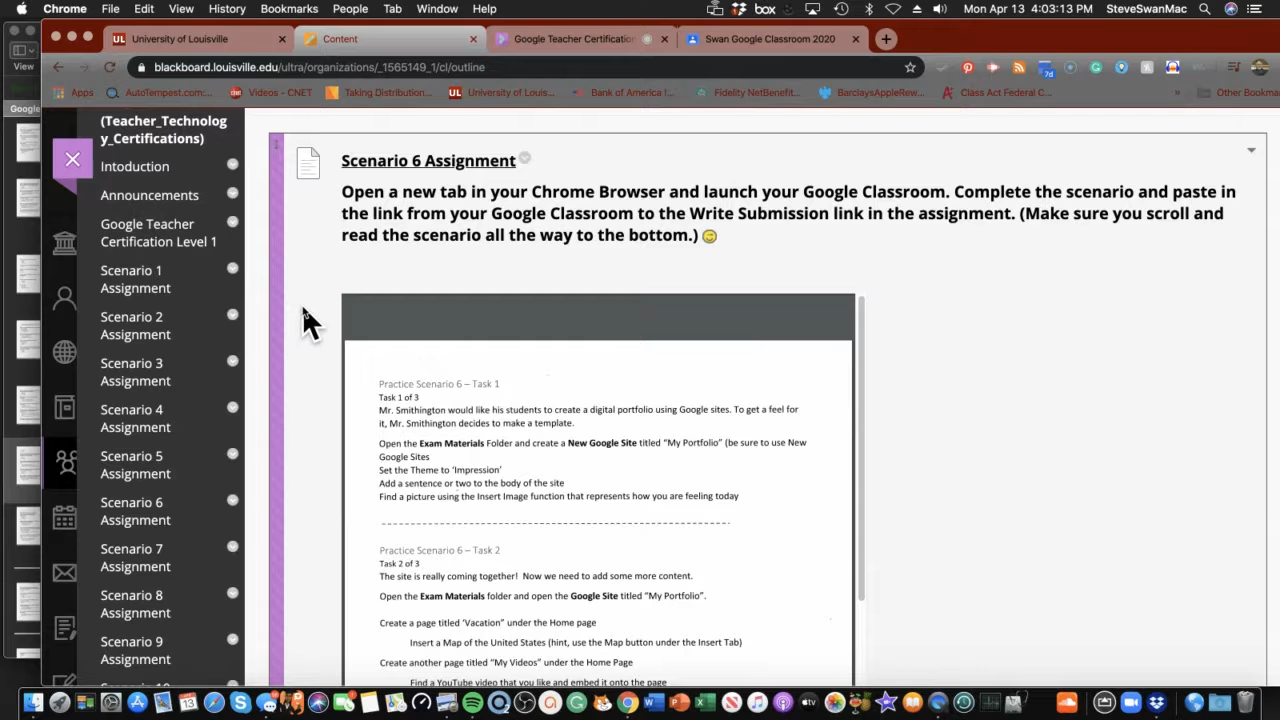 Chrome File Edit View History Bookmarks People Tab Window Help
box
Mon Apr 13 4:03:13 PM SteveSwanMac
University of Louisville
Content
Google Teacher Certification
Swan Google Classroom 2020
View
blackboard.louisville.edu/ultra/organizations/_1565149_1/cl/outline
7d
Apps
AutoTempest.com:...
Videos - CNET
Taking Distribution...
University of Louis...
Bank of America I...
Fidelity NetBenefit...
BarclaysAppleRew...
Class Act Federal C...
»
Other Bookma
Google
(Teacher_Technolog
y_Certifications)
Intoduction
Announcements
Google Teacher
Certification Level 1
Scenario 1
Assignment
Scenario 2
Assignment
Scenario 3
Assignment
Scenario 4
Assignment
Scenario 5
Assignment
Scenario 6
Assignment
Scenario 7
Assignment
Scenario 8
Assignment
Scenario 9
Assignment
Scenario 6 Assignment
Open a new tab in your Chrome Browser and launch your Google Classroom. Complete the scenario and paste in
the link from your Google Classroom to the Write Submission link in the assignment. (Make sure you scroll and
read the scenario all the way to the bottom.)
Practice Scenario 6 – Task 1
Task 1 of 3
Mr. Smithington would like his students to create a digital portfolio using Google sites. To get a feel for
it, Mr. Smithington decides to make a template.
Open the Exam Materials Folder and create a New Google Site titled “My Portfolio” (be sure to use New
Google Sites
Set the Theme to ‘Impression’
Add a sentence or two to the body of the site
Find a picture using the Insert Image function that represents how you are feeling today
Practice Scenario 6 – Task 2
Task 2 of 3
The site is really coming together! Now we need to add some more content.
Open the Exam Materials folder and open the Google Site titled “My Portfolio”.
Create a page titled ‘Vacation” under the Home page
Insert a Map of the United States (hint, use the Map button under the Insert Tab)
Create another page titled “My Videos” under the Home Page
Find a YouTube video that you like and embed it onto the page